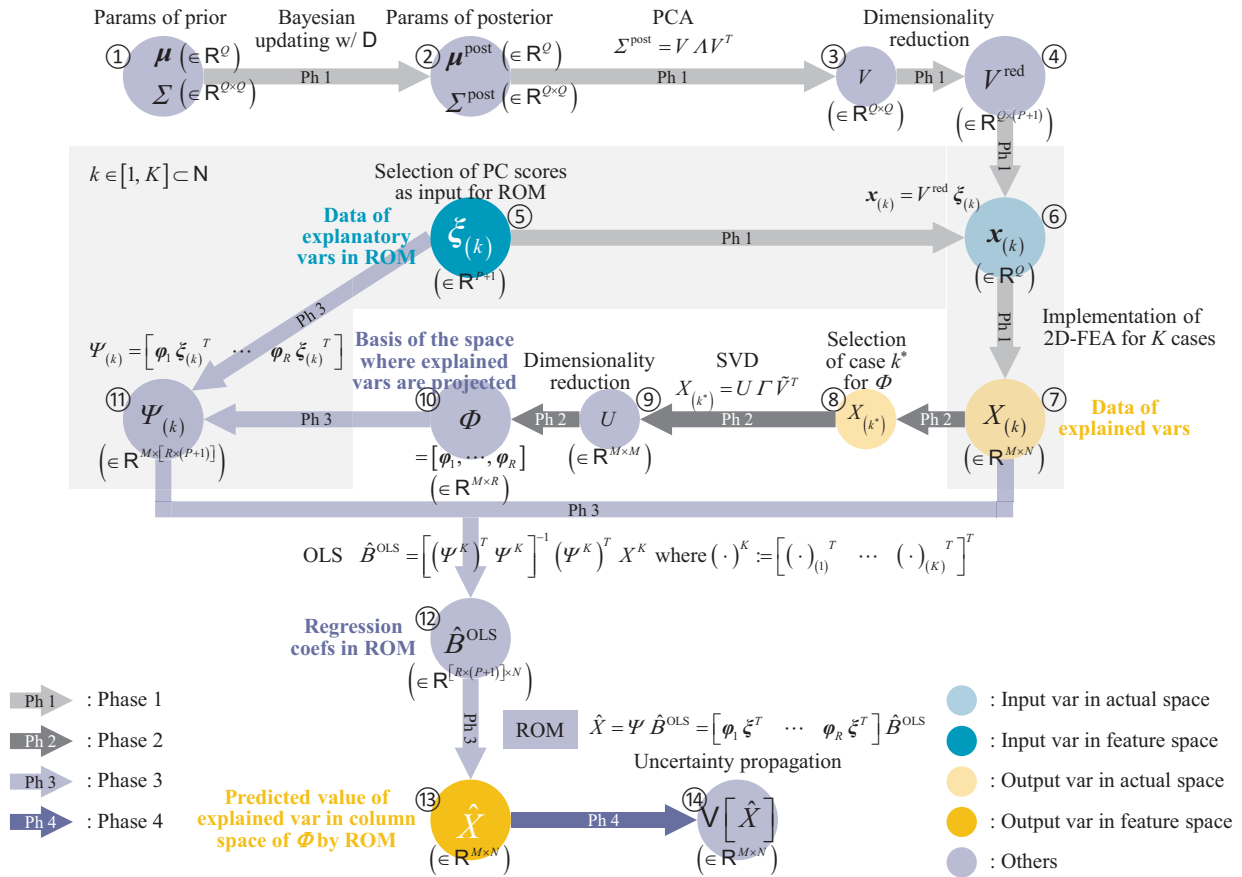 Params of prior
Bayesian
updating w/ D
Params of posterior
PCA
Σ^post = V Λ V^T
Dimensionality
reduction
① μ (∈ R^Q)
Σ (∈ R^{Q×Q})
Ph 1
② μ^post (∈ R^Q)
Σ^post (∈ R^{Q×Q})
Ph 1
③ V
(∈ R^{Q×Q})
Ph 1
④ V^red
(∈ R^{Q×(P+1)})
Ph 1
k ∈ [1, K] ⊂ N
Selection of PC scores
as input for ROM
Data of
explanatory
vars in ROM
⑤ ξ_(k)
(∈ R^{P+1})
Ph 1
x_(k) = V^red ξ_(k)
⑥ x_(k)
(∈ R^Q)
Ph 3
Ph 1
Implementation of
2D-FEA for K cases
Ψ_(k) = [φ_1 ξ_(k)^T ⋯ φ_R ξ_(k)^T]
Basis of the space
where explained
vars are projected
Dimensionality
reduction
SVD
X_(k*) = U Γ Ṽ^T
Selection
of case k*
for Φ
⑪ Ψ_(k)
(∈ R^{M×[R×(P+1)]})
Ph 3
⑩ Φ
= [φ_1, ⋯, φ_R]
(∈ R^{M×R})
Ph 2
⑨ U
(∈ R^{M×M})
Ph 2
⑧ X_(k*)
Ph 2
⑦ X_(k)
(∈ R^{M×N})
Data of
explained vars
Ph 3
OLS B̂^OLS = [(Ψ^K)^T Ψ^K]^{-1} (Ψ^K)^T X^K where (·)^K := [(·)_(1)^T ⋯ (·)_(K)^T]^T
Regression
coefs in ROM
⑫ B̂^OLS
(∈ R^{[R×(P+1)]×N})
Ph 3
ROM X̂ = Ψ B̂^OLS = [φ_1 ξ^T ⋯ φ_R ξ^T] B̂^OLS
Uncertainty propagation
Predicted value of
explained var in column
space of Φ by ROM
⑬ X̂
(∈ R^{M×N})
Ph 4
⑭ V[X̂]
(∈ R^{M×N})
Ph 1 : Phase 1
Ph 2 : Phase 2
Ph 3 : Phase 3
Ph 4 : Phase 4
: Input var in actual space
: Input var in feature space
: Output var in actual space
: Output var in feature space
: Others